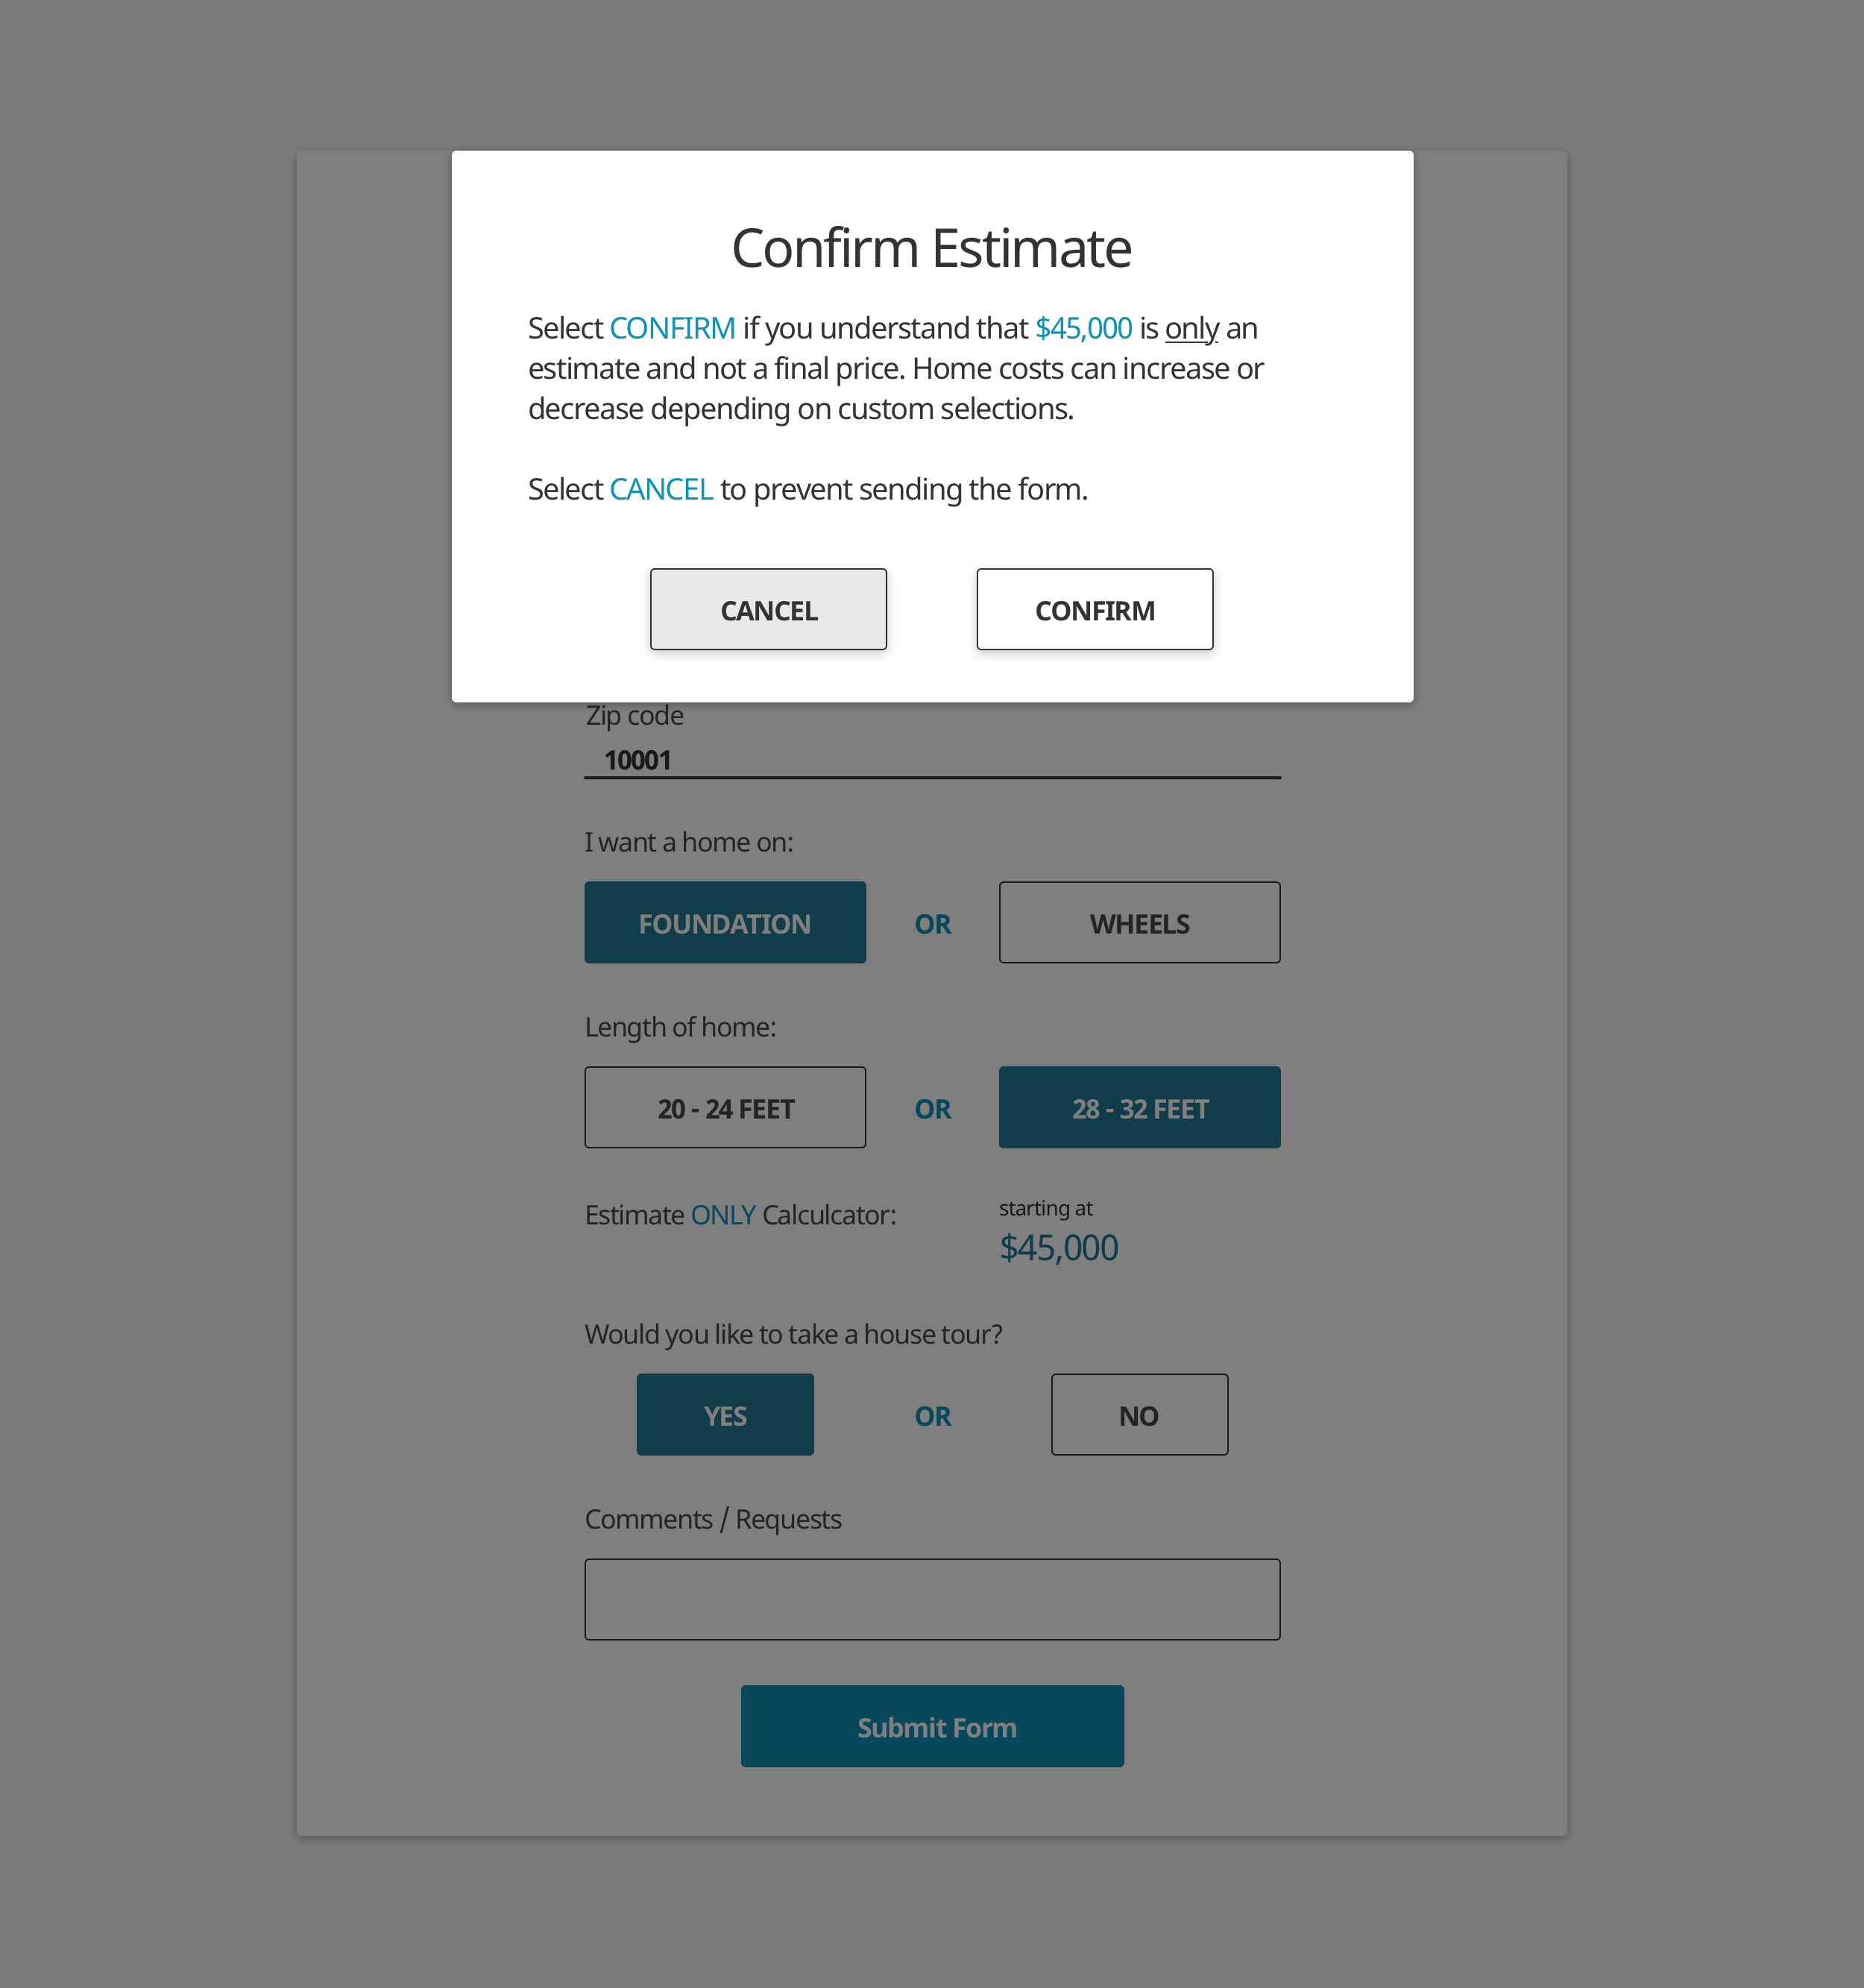 Confirm Estimate
Select CONFIRM if you understand that $45,000 is only an
estimate and not a final price. Home costs can increase or
decrease depending on custom selections.
Select CANCEL to prevent sending the form.
CANCEL CONFIRM
Zip code
10001
I want a home on:
FOUNDATION OR WHEELS
Length of home:
20 - 24 FEET OR 28 - 32 FEET
Estimate ONLY Calculcator: starting at
$45,000
Would you like to take a house tour?
YES OR NO
Comments / Requests
Submit Form